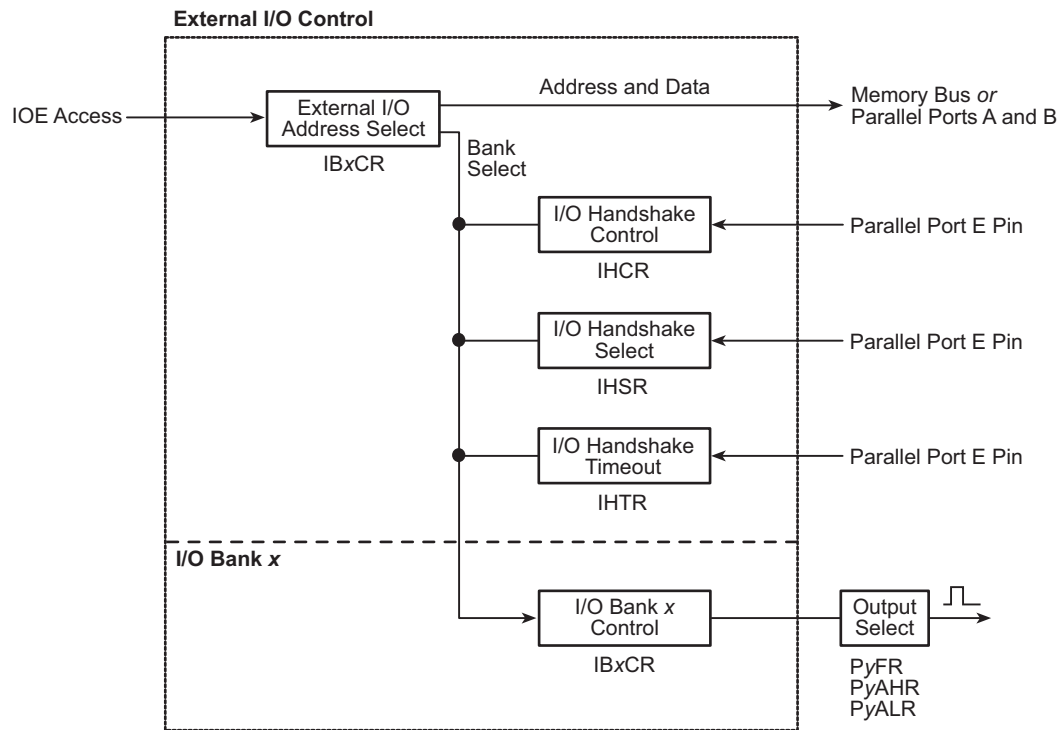 External I/O Control
IOE Access
External I/O
Address Select
IBxCR
Address and Data
Memory Bus or
Parallel Ports A and B
Bank
Select
I/O Handshake
Control
IHCR
Parallel Port E Pin
I/O Handshake
Select
IHSR
Parallel Port E Pin
I/O Handshake
Timeout
IHTR
Parallel Port E Pin
I/O Bank x
I/O Bank x
Control
IBxCR
Output
Select
PyFR
PyAHR
PyALR